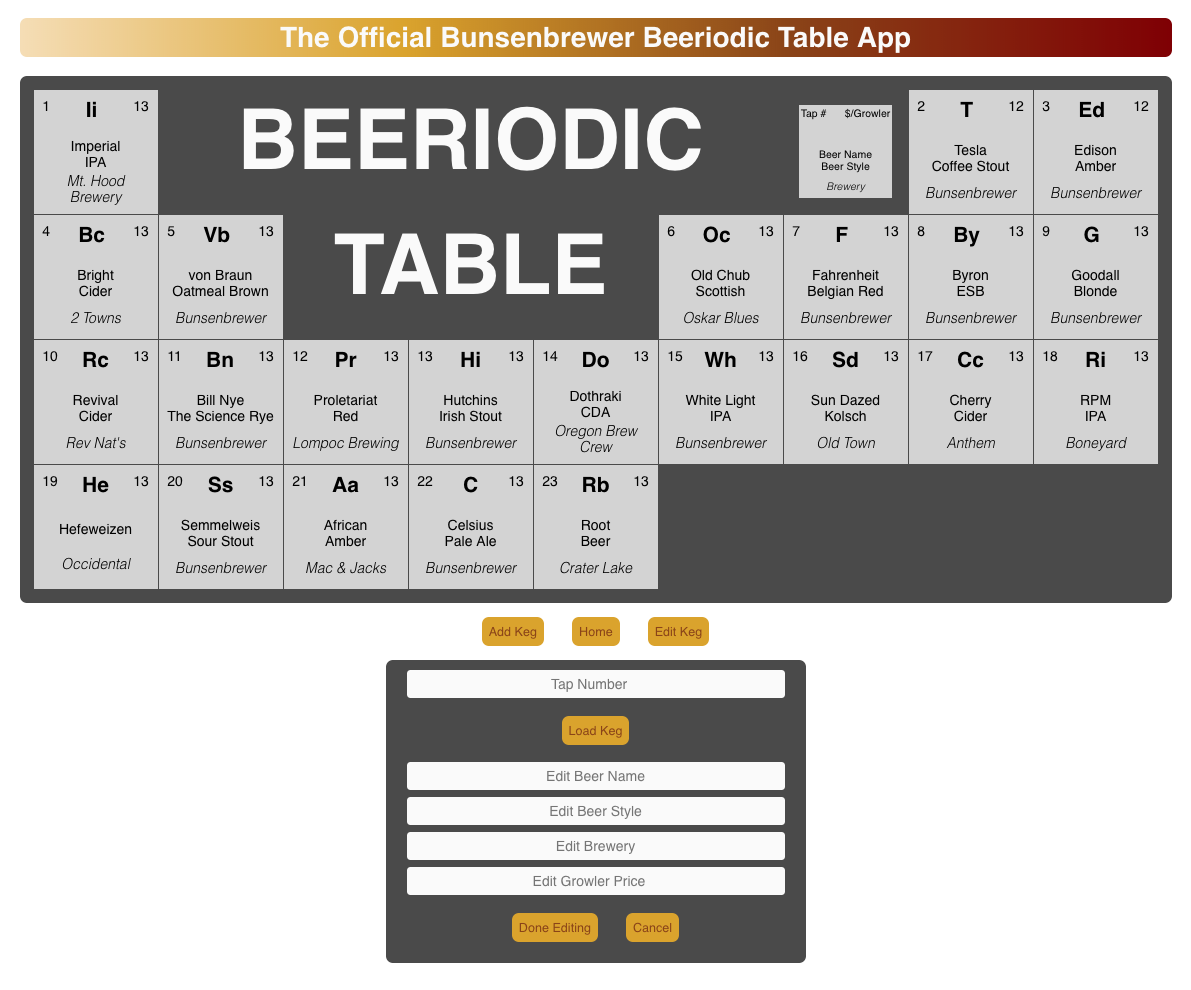 The Official Bunsenbrewer Beeriodic Table App
1 Ii 13
Imperial
IPA
Mt. Hood
Brewery
BEERIODIC
Tap # $/Growler
Beer Name
Beer Style
Brewery
2 T 12
Tesla
Coffee Stout
Bunsenbrewer
3 Ed 12
Edison
Amber
Bunsenbrewer
4 Bc 13
Bright
Cider
2 Towns
5 Vb 13
von Braun
Oatmeal Brown
Bunsenbrewer
TABLE
6 Oc 13
Old Chub
Scottish
Oskar Blues
7 F 13
Fahrenheit
Belgian Red
Bunsenbrewer
8 By 13
Byron
ESB
Bunsenbrewer
9 G 13
Goodall
Blonde
Bunsenbrewer
10 Rc 13
Revival
Cider
Rev Nat's
11 Bn 13
Bill Nye
The Science Rye
Bunsenbrewer
12 Pr 13
Proletariat
Red
Lompoc Brewing
13 Hi 13
Hutchins
Irish Stout
Bunsenbrewer
14 Do 13
Dothraki
CDA
Oregon Brew
Crew
15 Wh 13
White Light
IPA
Bunsenbrewer
16 Sd 13
Sun Dazed
Kolsch
Old Town
17 Cc 13
Cherry
Cider
Anthem
18 Ri 13
RPM
IPA
Boneyard
19 He 13
Hefeweizen
Occidental
20 Ss 13
Semmelweis
Sour Stout
Bunsenbrewer
21 Aa 13
African
Amber
Mac & Jacks
22 C 13
Celsius
Pale Ale
Bunsenbrewer
23 Rb 13
Root
Beer
Crater Lake
Add Keg Home Edit Keg
Tap Number
Load Keg
Edit Beer Name
Edit Beer Style
Edit Brewery
Edit Growler Price
Done Editing Cancel